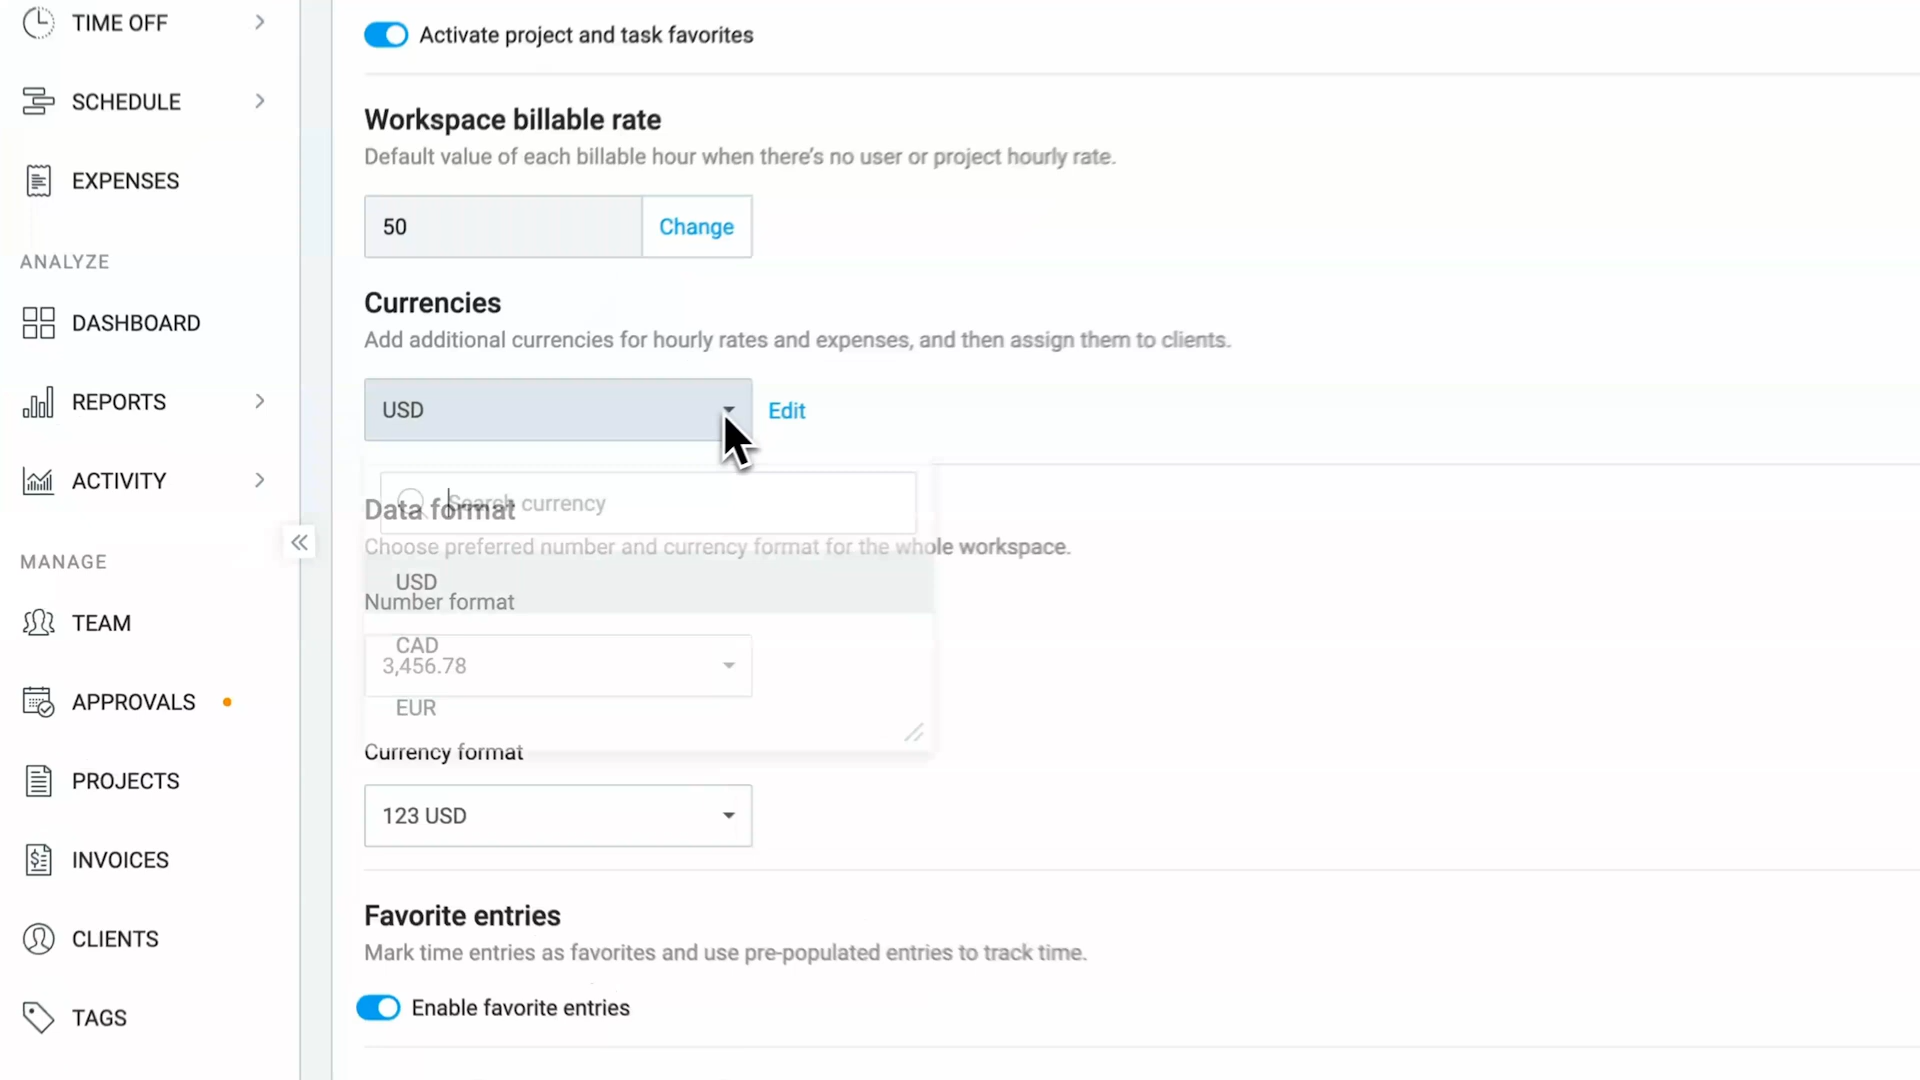 TIME OFF
SCHEDULE
EXPENSES
ANALYZE
DASHBOARD
REPORTS
ACTIVITY
MANAGE
TEAM
APPROVALS
PROJECTS
INVOICES
CLIENTS
TAGS
Activate project and task favorites
Workspace billable rate
Default value of each billable hour when there's no user or project hourly rate.
50 Change
Currencies
Add additional currencies for hourly rates and expenses, and then assign them to clients.
USD Edit
Search currency
Data format
Choose preferred number and currency format for the whole workspace.
USD
Number format
CAD
3,456.78
EUR
Currency format
123 USD
Favorite entries
Mark time entries as favorites and use pre-populated entries to track time.
Enable favorite entries